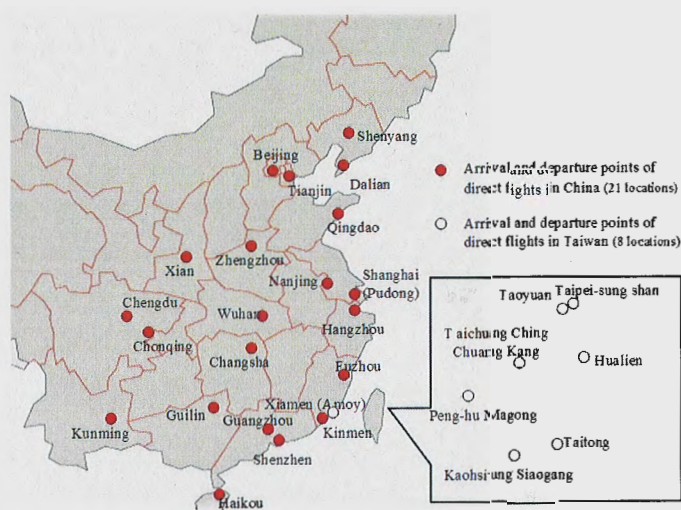 Shenyang
Beijing
Tianjin
Dalian
Qingdao
Zhengzhou
Xian
Nanjing
Shanghai
(Pudong)
Chengdu
Wuhan
Hangzhou
Chonqing
Changsha
Fuzhou
Xiamen (Amoy)
Guilin
Guangzhou
Kinmen
Kunming
Shenzhen
Haikou
Arrival and departure points of
direct flights in China (21 locations)
Arrival and departure points of
direct flights in Taiwan (8 locations)
Taipei-sung shan
Taoyuan
Taichung Ching
Chuang Kang
Hualien
Peng-hu Magong
Taitong
Kaohsiung Siaogang